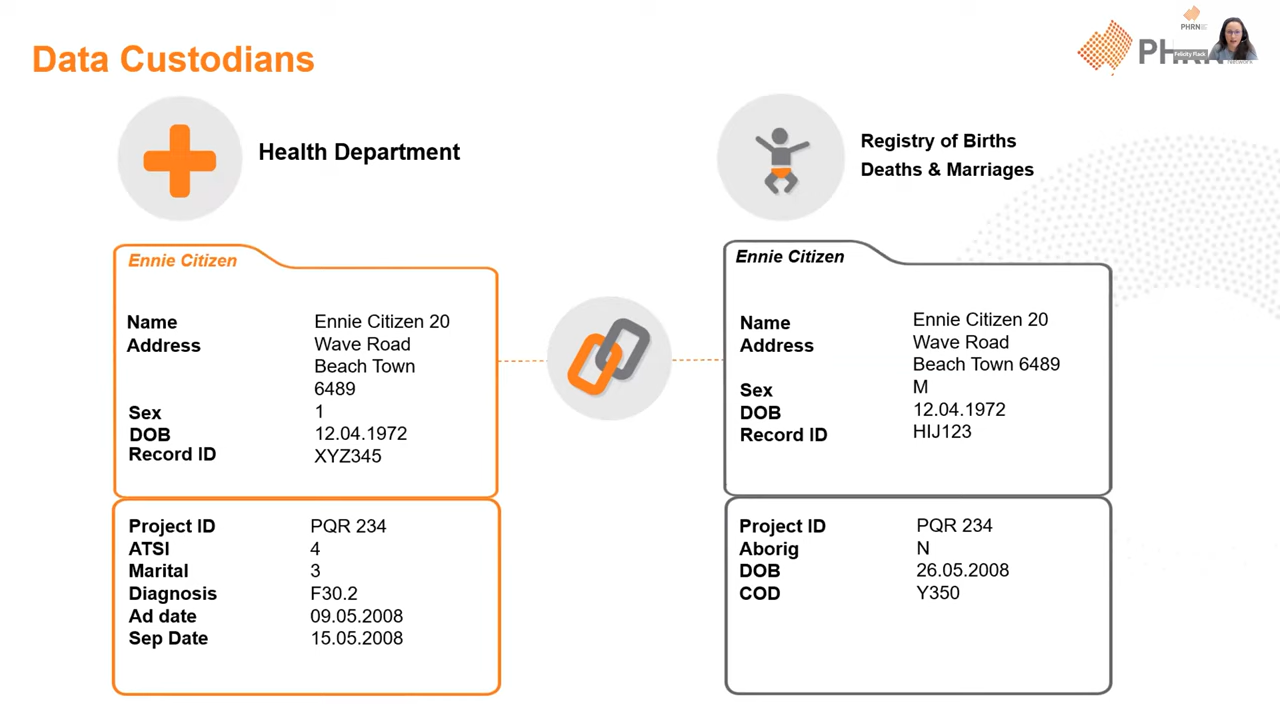 Data Custodians
PHRN
Felicity Flack
Health Department
Registry of Births
Deaths & Marriages
Ennie Citizen
Name Ennie Citizen 20
Address Wave Road
Beach Town
6489
Sex 1
DOB 12.04.1972
Record ID XYZ345
Project ID PQR 234
ATSI 4
Marital 3
Diagnosis F30.2
Ad date 09.05.2008
Sep Date 15.05.2008
Ennie Citizen
Name Ennie Citizen 20
Address Wave Road
Beach Town 6489
Sex M
DOB 12.04.1972
Record ID HIJ123
Project ID PQR 234
Aborig N
DOB 26.05.2008
COD Y350